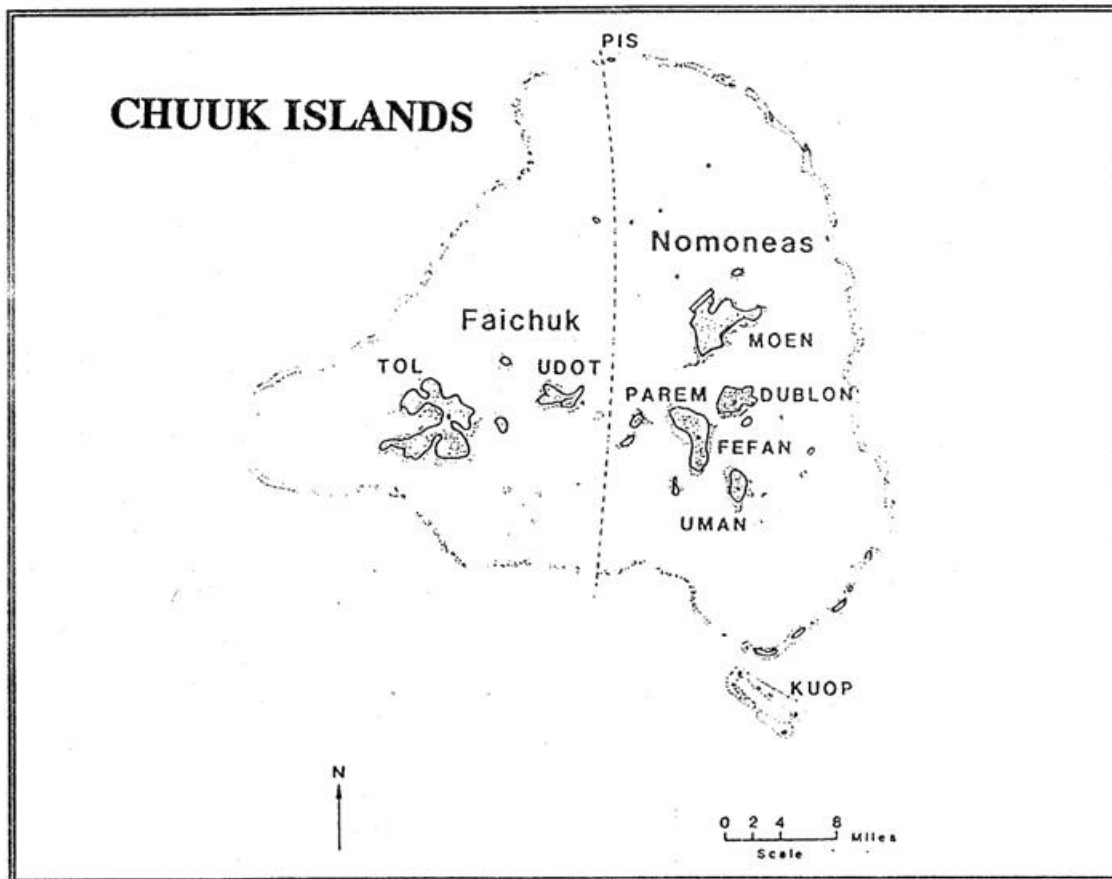 PIS
CHUUK ISLANDS
Nomoneas
Faichuk
MOEN
TOL
UDOT
PAREM
DUBLON
FEFAN
UMAN
KUOP
N
0 2 4 8
Miles
Scale